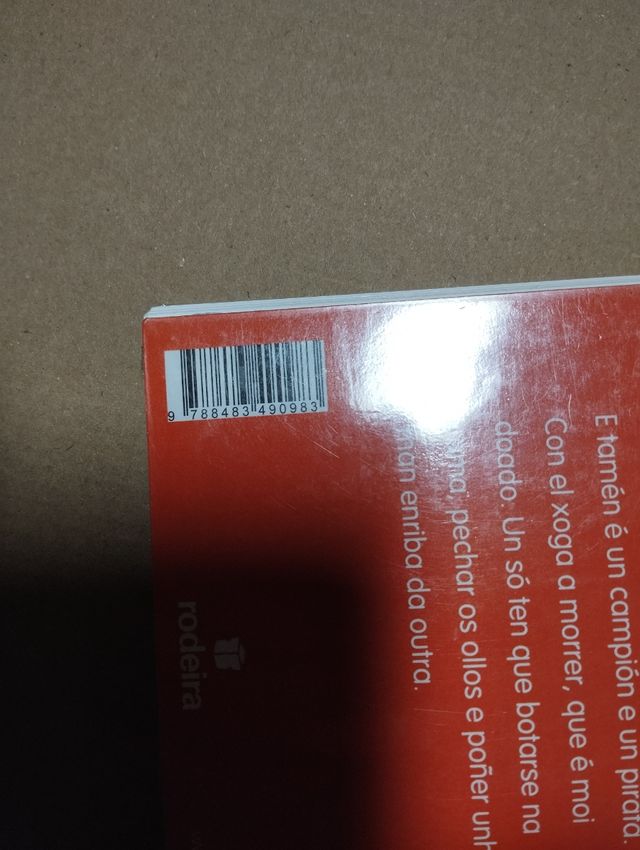 E tamén é un campión e un pirata.
Con el xoga a morrer, que é moi
doado. Un só ten que botarse na
pechar os ollos e poñer unh
enriba da outra.
rodeira
9 788483 490983